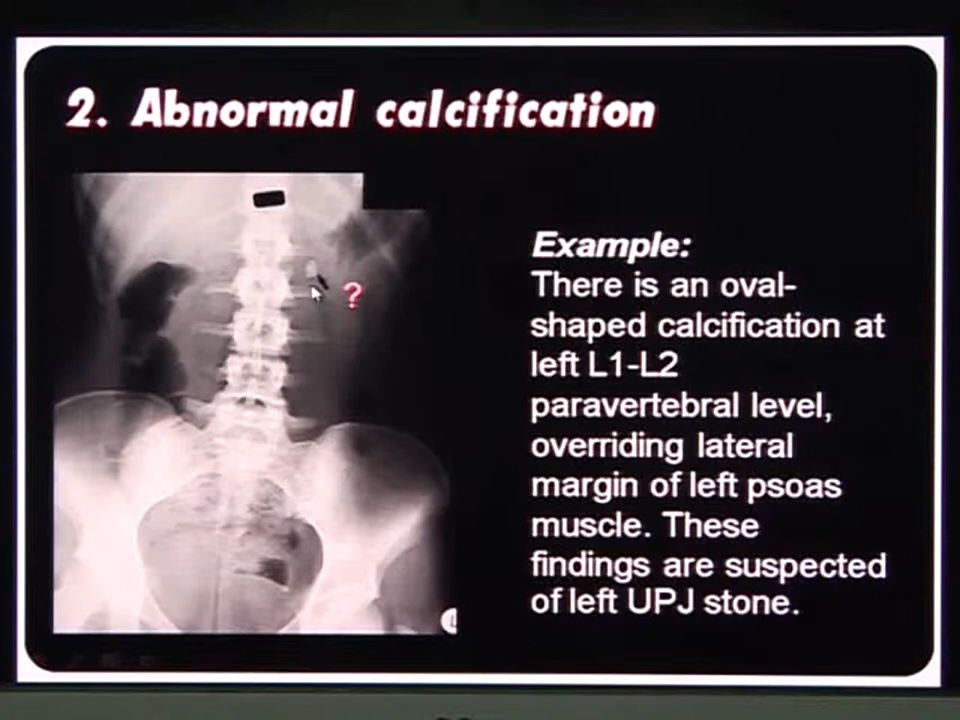 2. Abnormal calcification
?
Example:
There is an oval-
shaped calcification at
left L1-L2
paravertebral level,
overriding lateral
margin of left psoas
muscle. These
findings are suspected
of left UPJ stone.
L